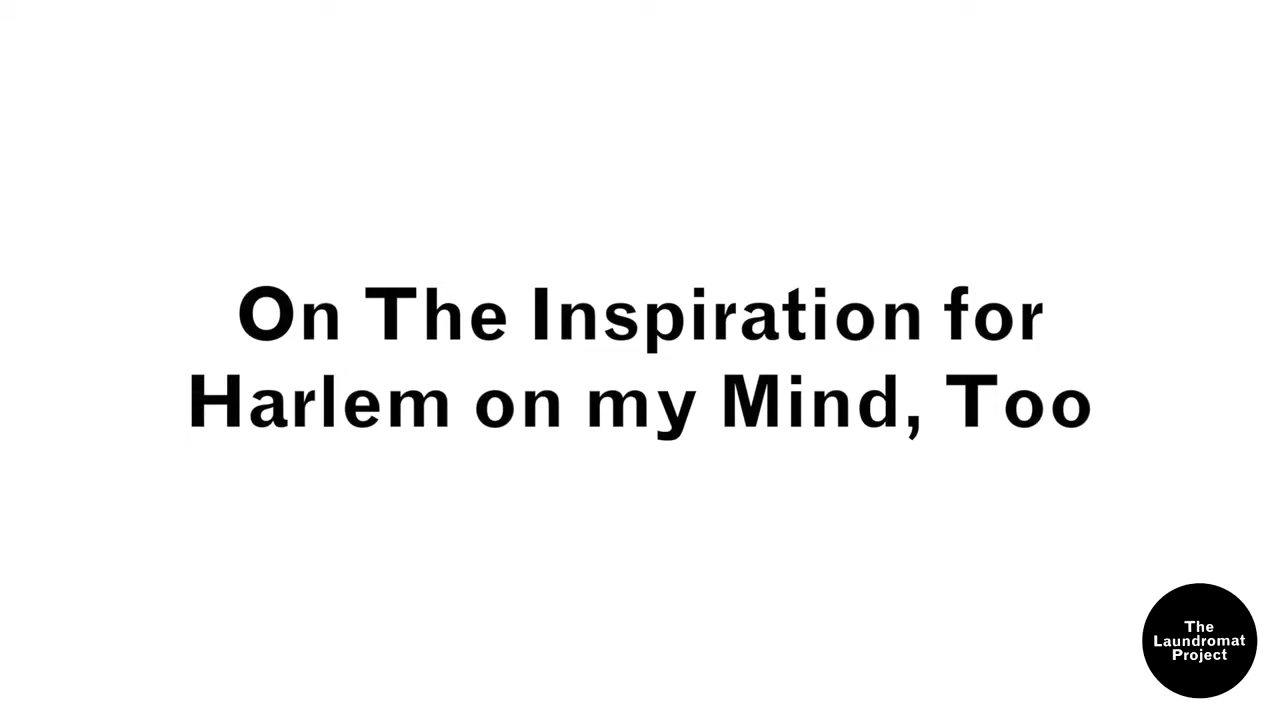 On The Inspiration for
Harlem on my Mind, Too
The
Laundromat
Project